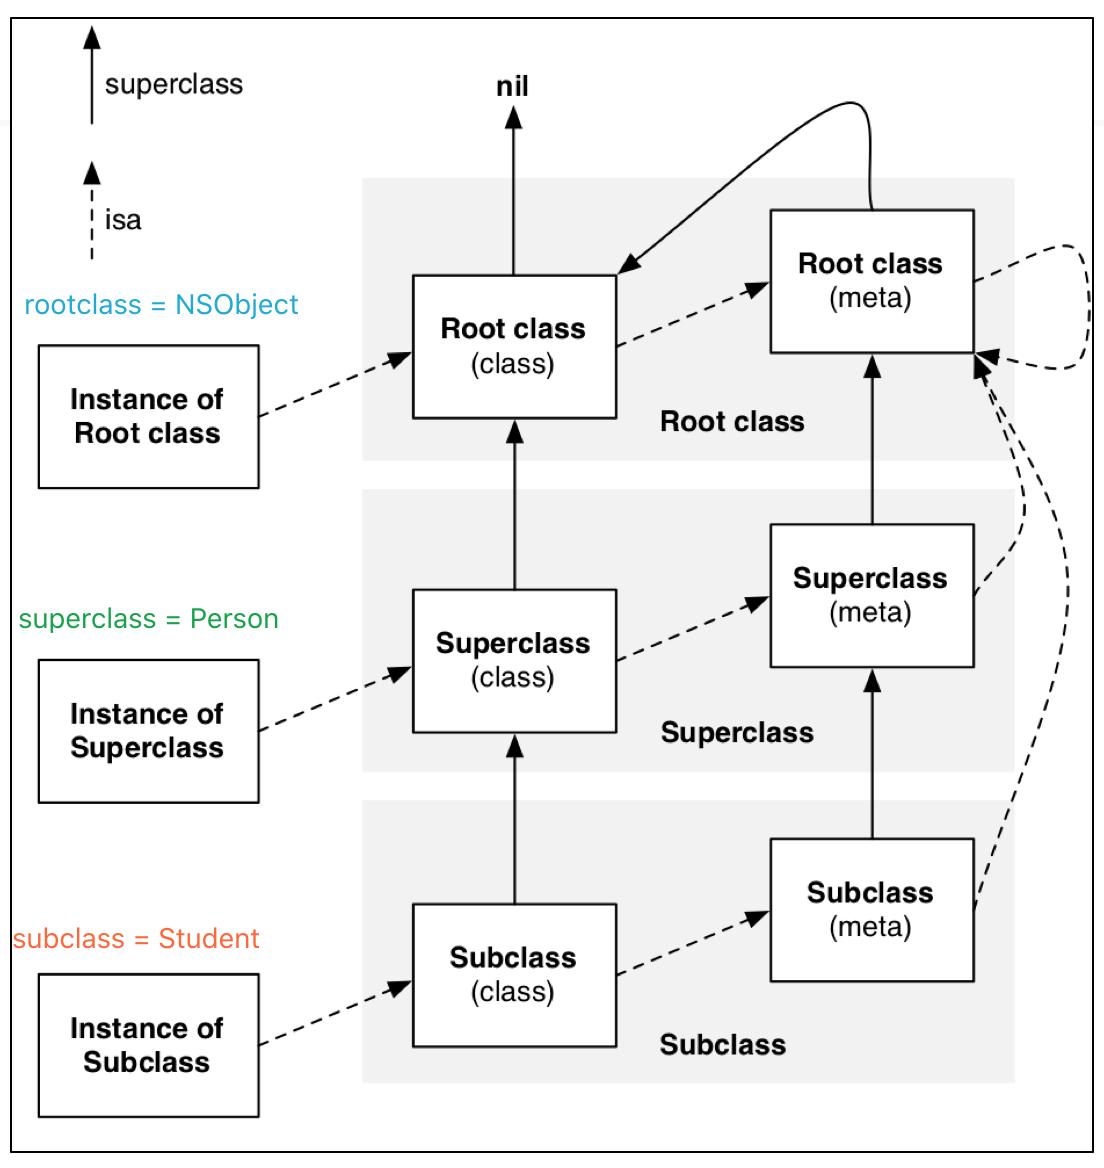 superclass
nil
isa
Root class
(meta)
rootclass = NSObject
Root class
(class)
Instance of
Root class
Root class
Superclass
(meta)
superclass = Person
Superclass
(class)
Instance of
Superclass
Superclass
Subclass
(meta)
subclass = Student
Subclass
(class)
Instance of
Subclass
Subclass